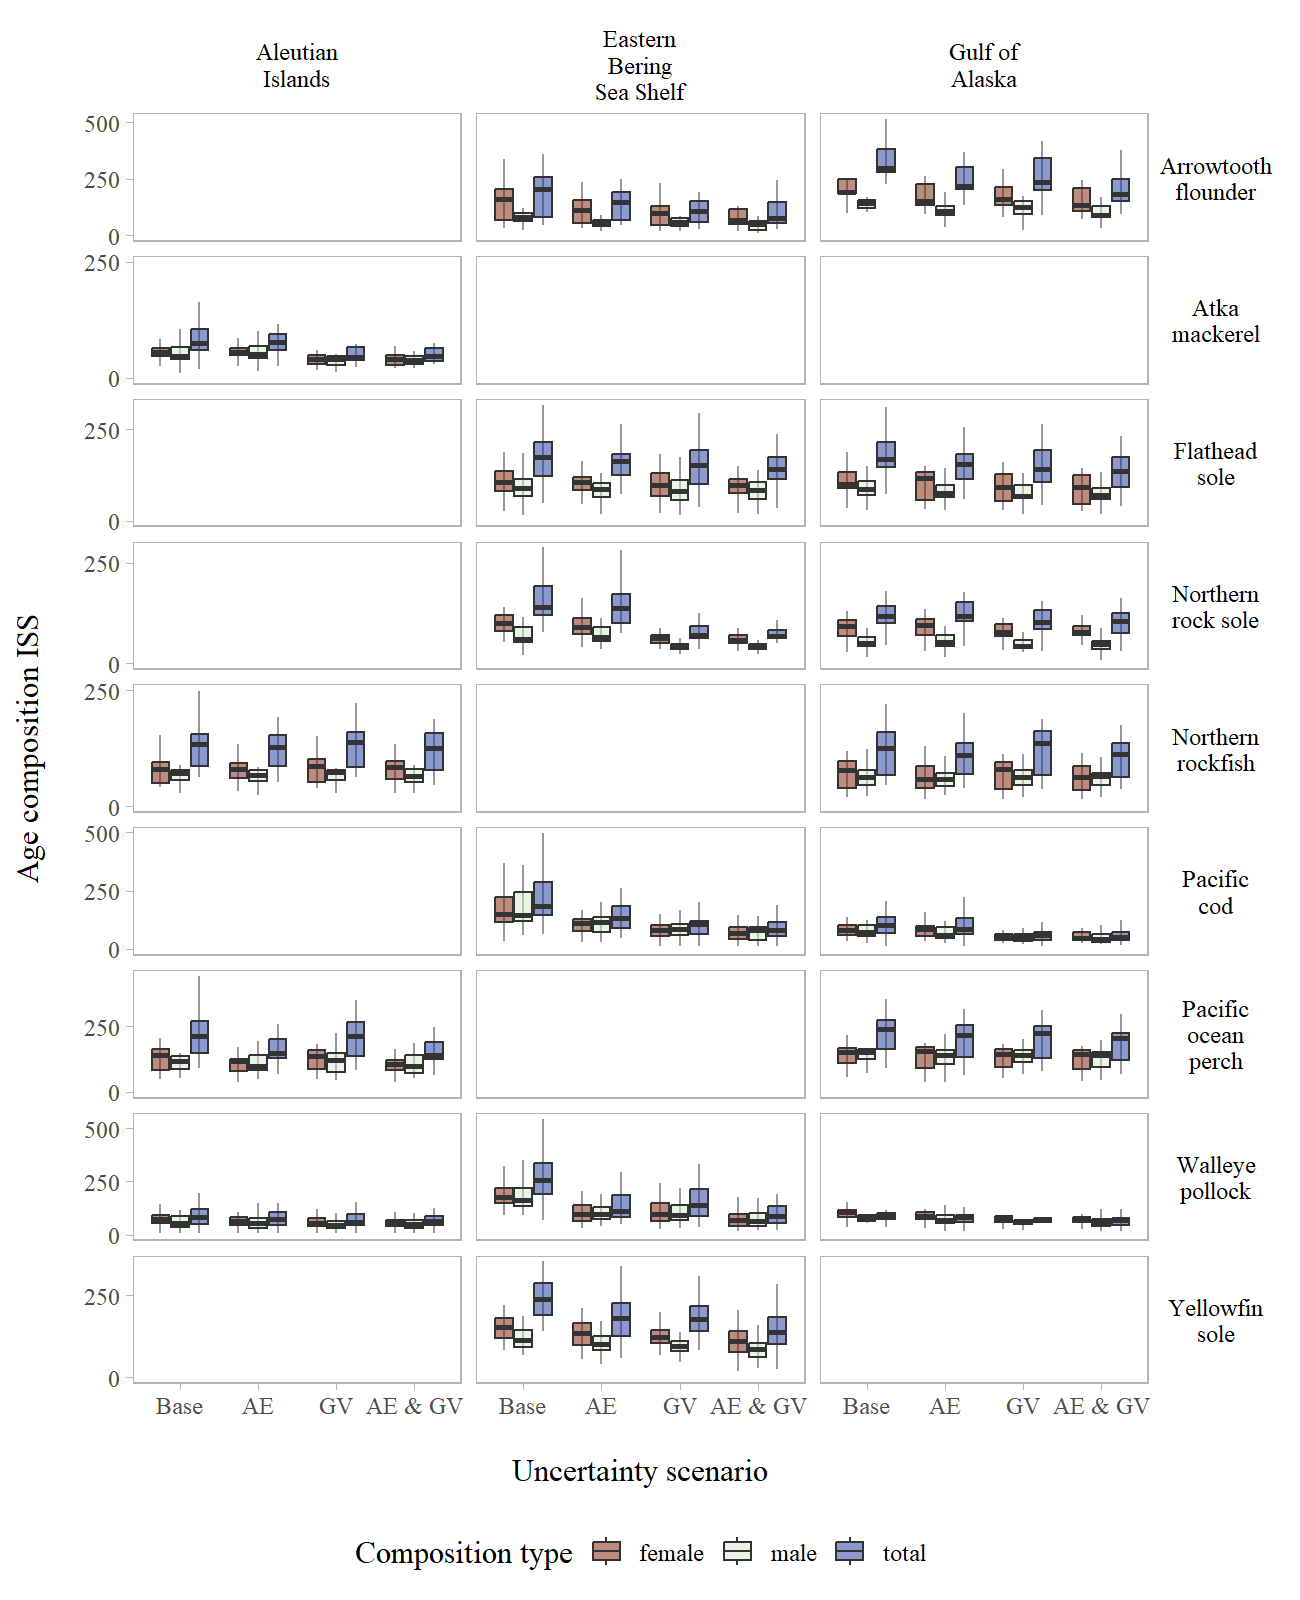 Aleutian
Islands
Eastern
Bering
Sea Shelf
Gulf of
Alaska
500
250
0
Arrowtooth
flounder
250
0
Atka
mackerel
250
0
Flathead
sole
250
0
Northern
rock sole
250
0
Northern
rockfish
500
250
0
Pacific
cod
250
0
Pacific
ocean
perch
500
250
0
Walleye
pollock
250
0
Yellowfin
sole
Age composition ISS
Base AE GV AE & GV Base AE GV AE & GV Base AE GV AE & GV
Uncertainty scenario
Composition type female male total